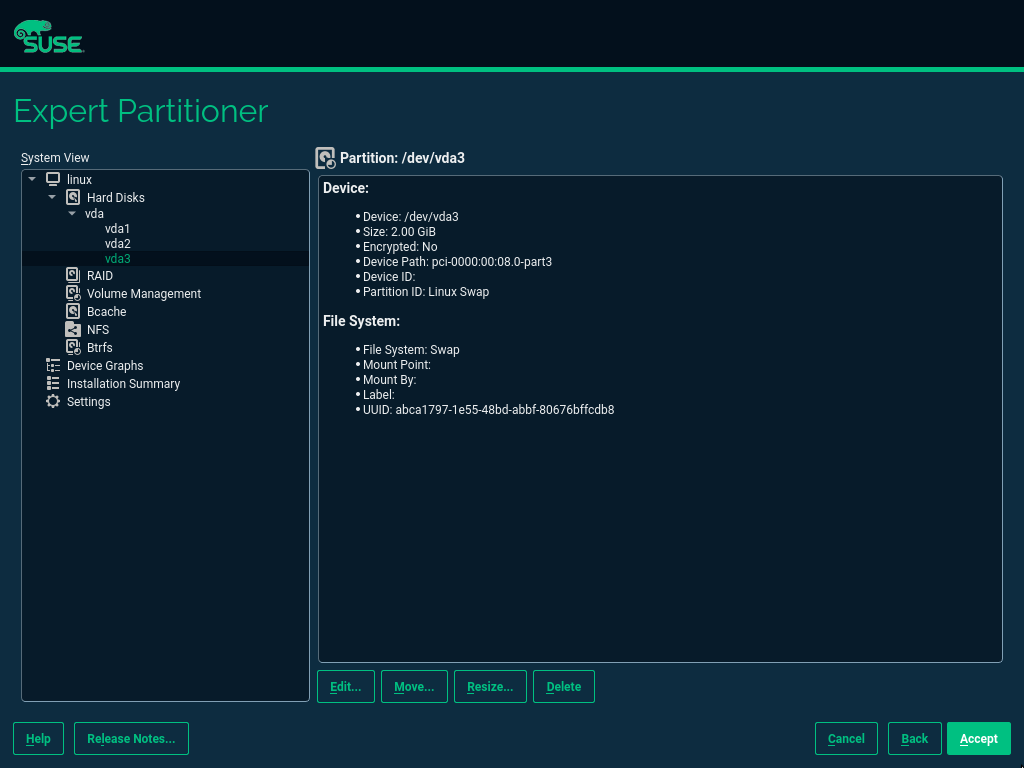 SUSE
Expert Partitioner
System View
linux
Hard Disks
vda
vda1
vda2
vda3
RAID
Volume Management
Bcache
NFS
Btrfs
Device Graphs
Installation Summary
Settings
Partition: /dev/vda3
Device:
• Device: /dev/vda3
• Size: 2.00 GiB
• Encrypted: No
• Device Path: pci-0000:00:08.0-part3
• Device ID:
• Partition ID: Linux Swap
File System:
• File System: Swap
• Mount Point:
• Mount By:
• Label:
• UUID: abca1797-1e55-48bd-abbf-80676bffcdb8
Edit... Move... Resize... Delete
Help Release Notes... Cancel Back Accept